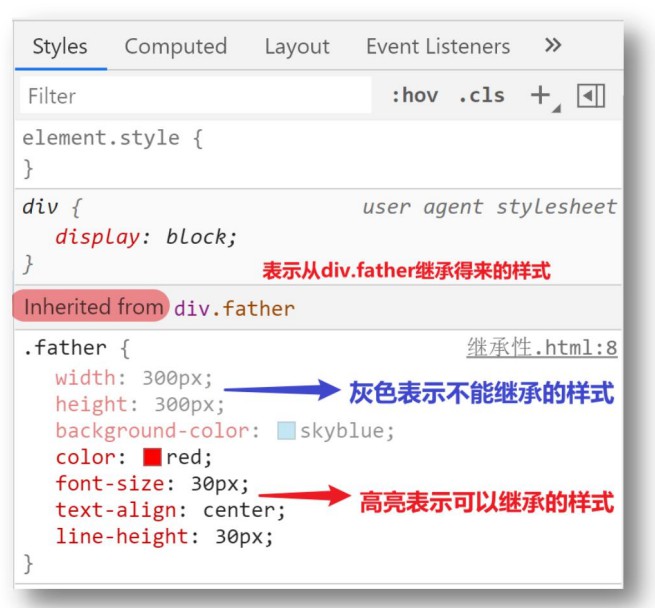 Styles Computed Layout Event Listeners »
Filter :hov .cls +
element.style {
}
div { user agent stylesheet
display: block;
}
表示从div.father继承得来的样式
Inherited from div.father
.father { 继承性.html:8
width: 300px;
height: 300px;
灰色表示不能继承的样式
background-color: skyblue;
color: red;
font-size: 30px;
高亮表示可以继承的样式
text-align: center;
line-height: 30px;
}